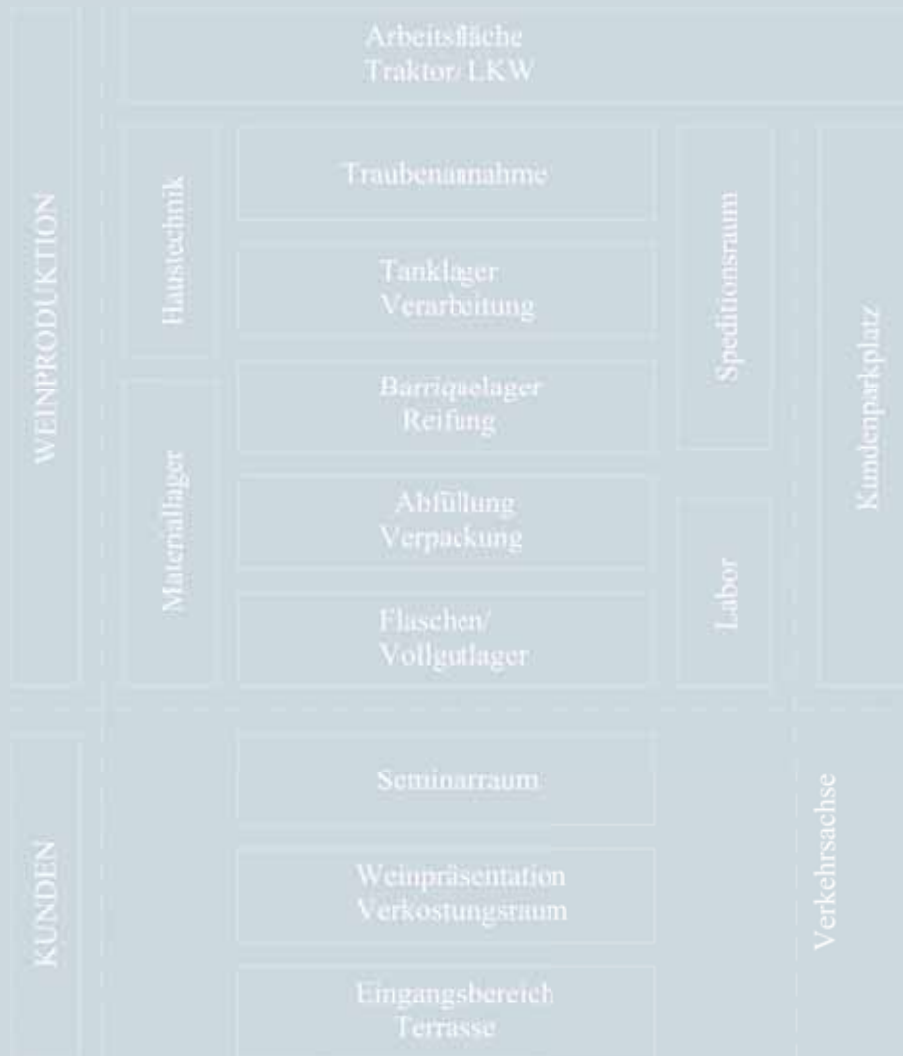 Arbeitsfläche
Traktor/ LKW
WEINPRODUKTION
Haustechnik
Materiallager
Traubenannahme
Tanklager
Verarbeitung
Barriquelager
Reifung
Abfüllung
Verpackung
Flaschen/
Vollgutlager
Speditionsraum
Labor
Kundenparkplatz
KUNDEN
Seminarraum
Weinpräsentation
Verkostungsraum
Eingangsbereich
Terrasse
Verkehrsachse